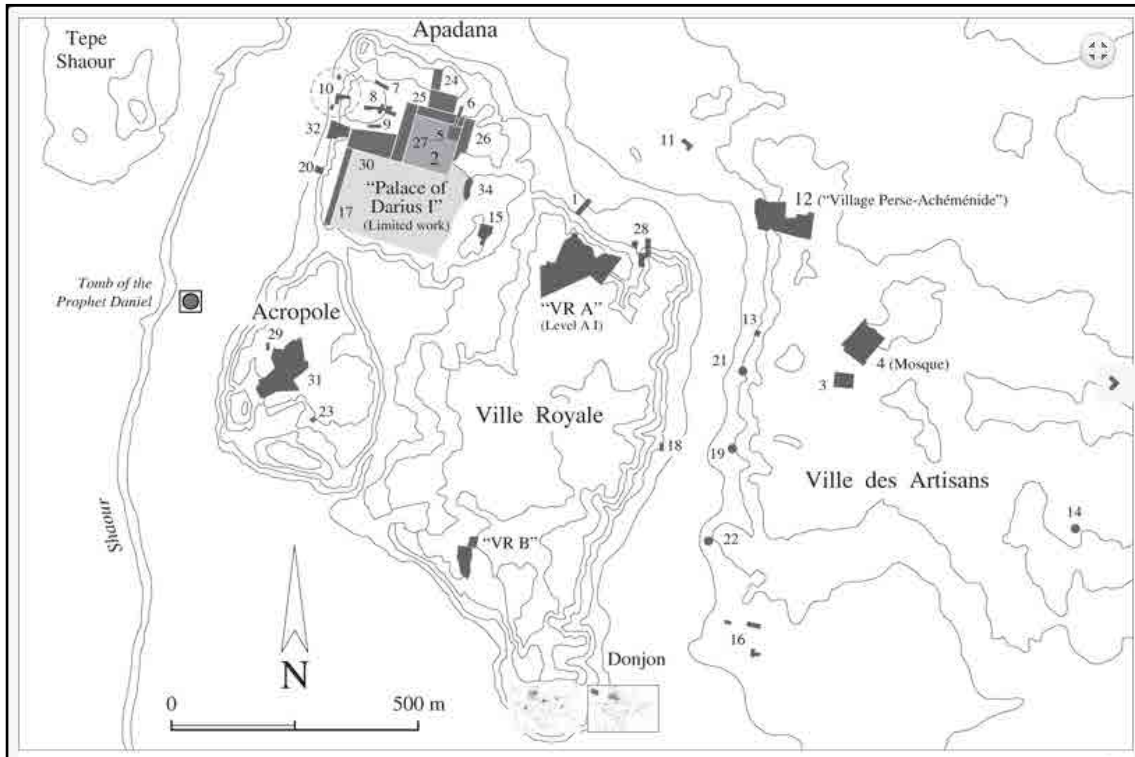 Apadana
Tepe
Shaour
24
10
7
8
25
6
9
5
26
32
27
2
11
20
30
"Palace of
Darius I"
(Limited work)
34
17
15
1
12 ("Village Perse-Achéménide")
28
Tomb of the
Prophet Daniel
"VR A"
(Level A I)
Acropole
29
13
31
21
4 (Mosque)
3
23
Ville Royale
18
19
Ville des Artisans
Shaour
14
"VR B"
22
16
Donjon
N
0
500 m